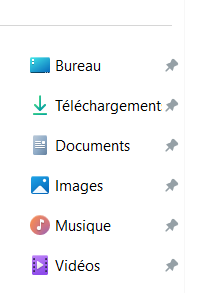 Bureau
Téléchargement
Documents
Images
Musique
Vidéos